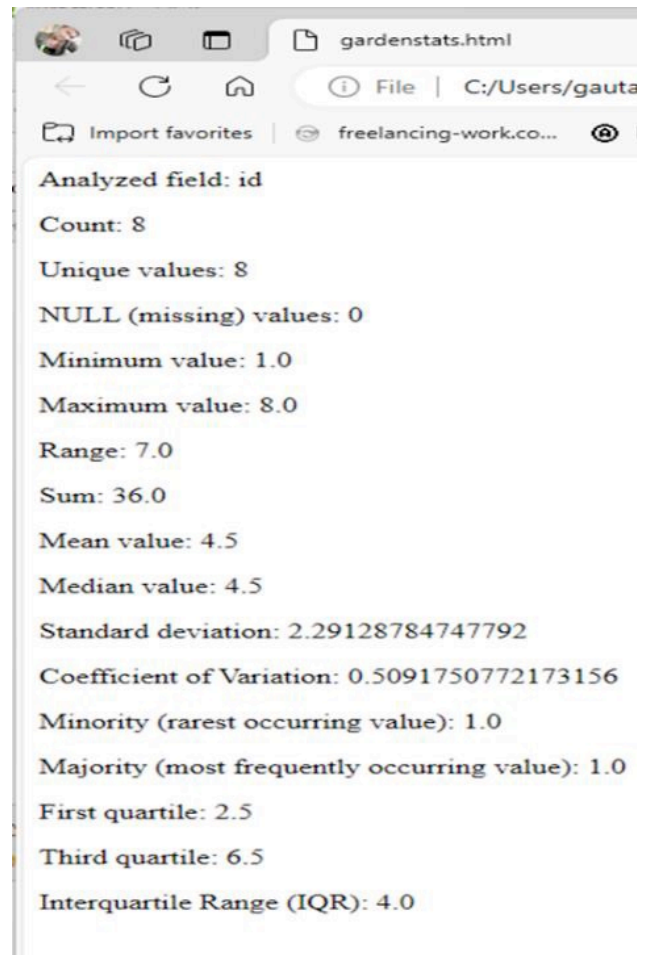 gardenstats.html
File | C:/Users/gauta
Import favorites | freelancing-work.co...
Analyzed field: id
Count: 8
Unique values: 8
NULL (missing) values: 0
Minimum value: 1.0
Maximum value: 8.0
Range: 7.0
Sum: 36.0
Mean value: 4.5
Median value: 4.5
Standard deviation: 2.29128784747792
Coefficient of Variation: 0.5091750772173156
Minority (rarest occurring value): 1.0
Majority (most frequently occurring value): 1.0
First quartile: 2.5
Third quartile: 6.5
Interquartile Range (IQR): 4.0